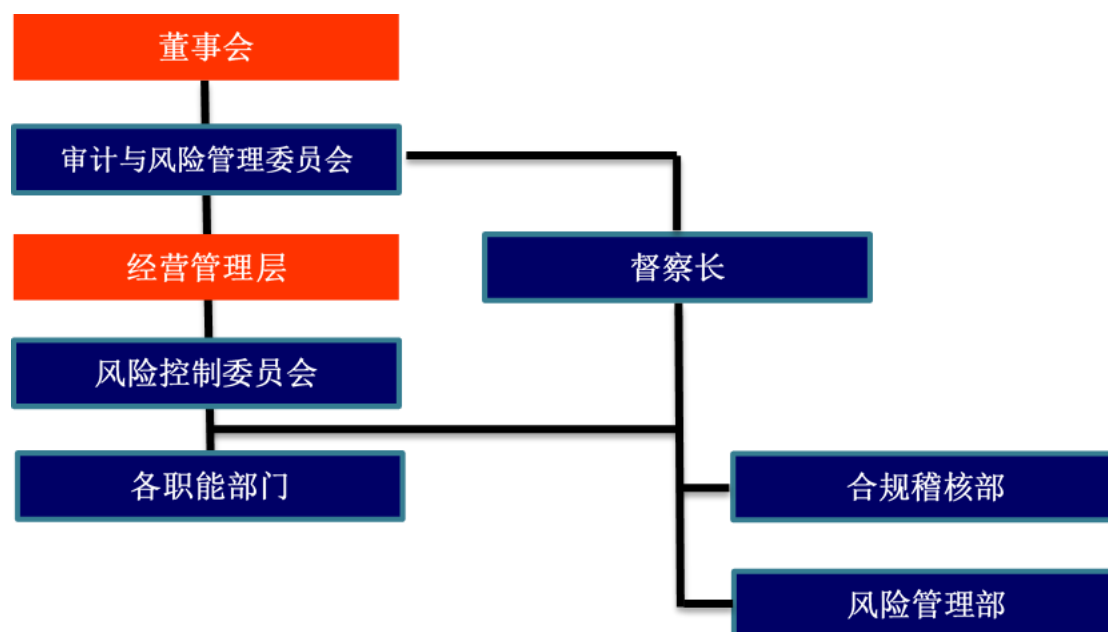 董事会
审计与风险管理委员会
经营管理层
督察长
风险控制委员会
各职能部门
合规稽核部
风险管理部